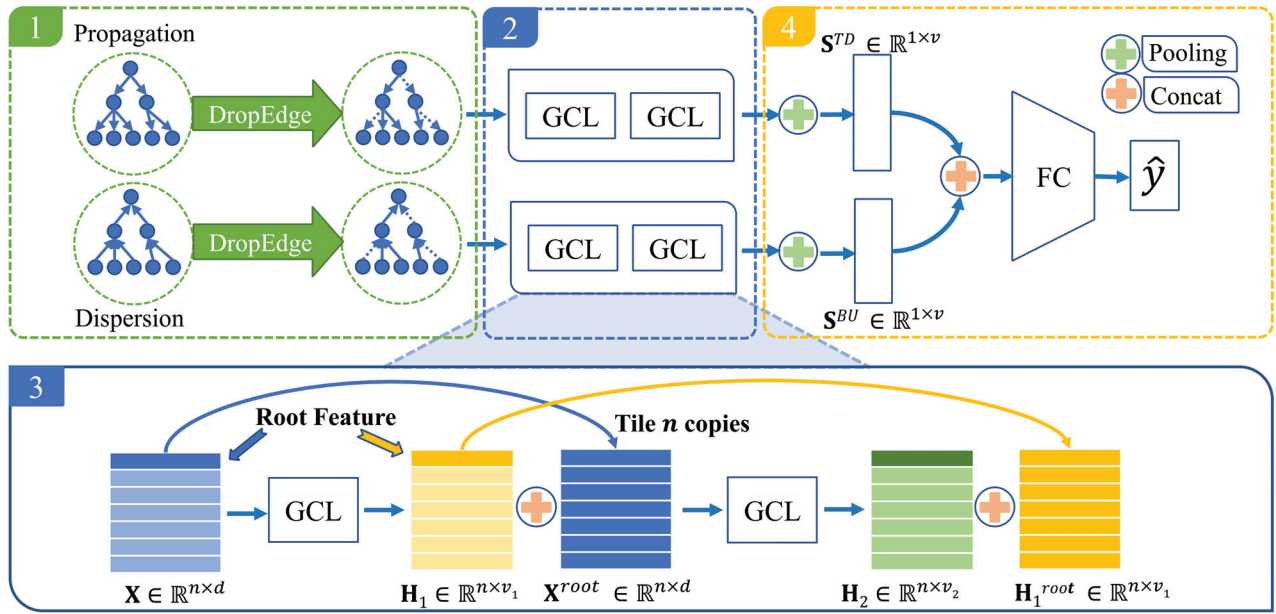 1
Propagation
DropEdge
DropEdge
Dispersion
2
GCL GCL
GCL GCL
4
𝐒^{TD} ∈ ℝ^{1×v}
Pooling
Concat
FC
ŷ
𝐒^{BU} ∈ ℝ^{1×v}
3
Root Feature
Tile n copies
GCL
GCL
𝐗 ∈ ℝ^{n×d}
𝐇₁ ∈ ℝ^{n×v₁}
𝐗^{root} ∈ ℝ^{n×d}
𝐇₂ ∈ ℝ^{n×v₂}
𝐇₁^{root} ∈ ℝ^{n×v₁}